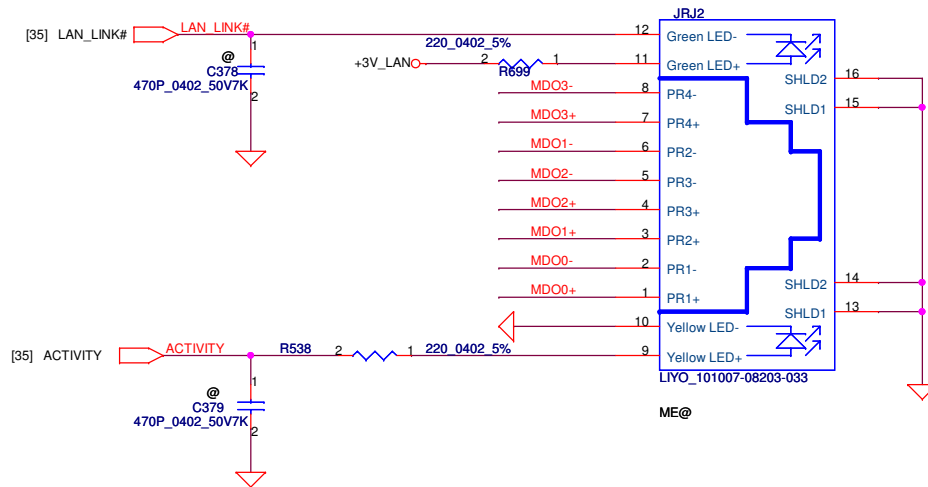 JRJ2
[35] LAN_LINK# LAN_LINK# 12 Green LED-
1 220_0402_5%
@ +3V_LAN 2 1 11 Green LED+
C378 R699 SHLD2 16
470P_0402_50V7K MDO3- 8 PR4-
2 SHLD1 15
MDO3+ 7 PR4+
MDO1- 6 PR2-
MDO2- 5 PR3-
MDO2+ 4 PR3+
MDO1+ 3 PR2+
MDO0- 2 PR1-
SHLD2 14
MDO0+ 1 PR1+
SHLD1 13
10 Yellow LED-
[35] ACTIVITY ACTIVITY R538 2 1 220_0402_5% 9 Yellow LED+
1 LIYO_101007-08203-033
@
C379 ME@
470P_0402_50V7K
2